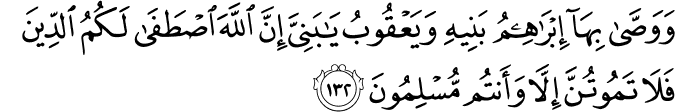 وَوَصَّىٰ بِهَآ إِبْرَٰهِـۧمُ بَنِيهِ وَيَعْقُوبُ يَٰبَنِىَّ إِنَّ ٱللَّهَ ٱصْطَفَىٰ لَكُمُ ٱلدِّينَ
فَلَا تَمُوتُنَّ إِلَّا وَأَنتُم مُّسْلِمُونَ ١٣٢